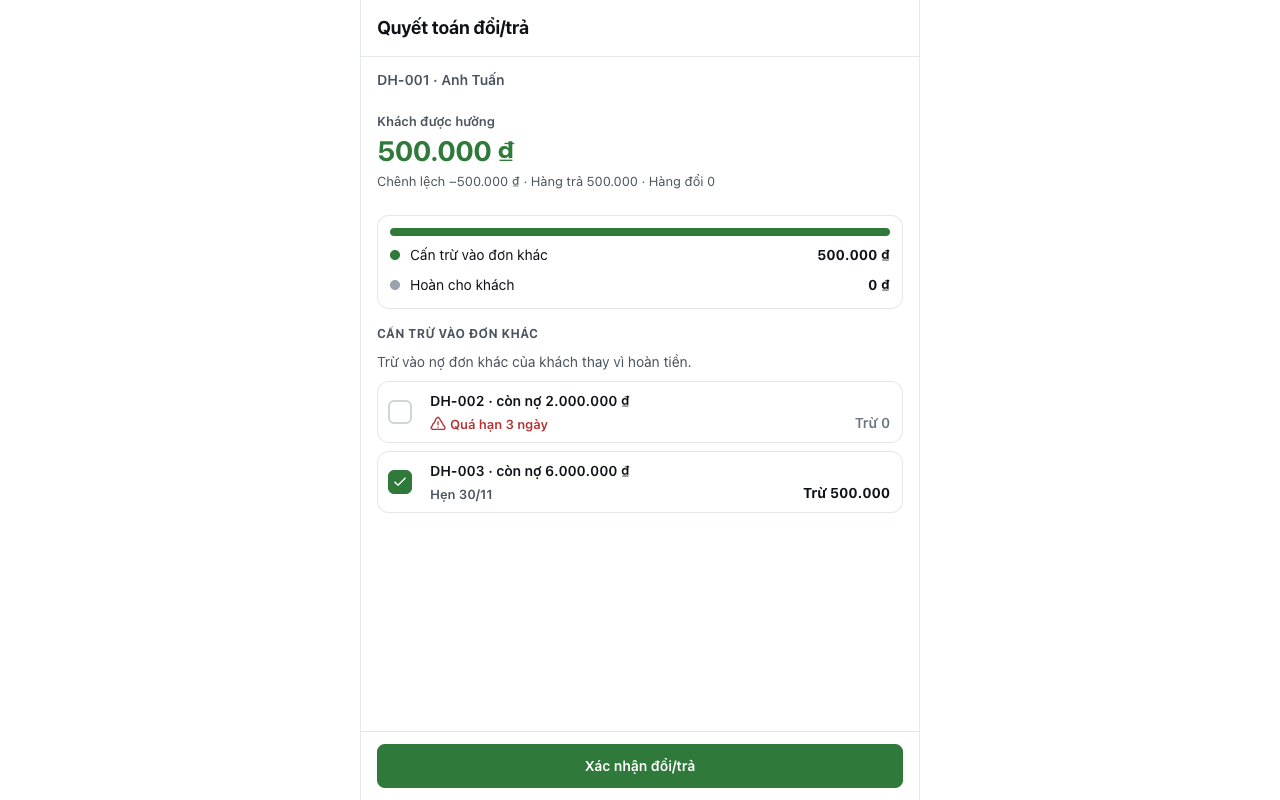 Quyết toán đổi/trả
DH-001 · Anh Tuấn
Khách được hưởng
500.000 ₫
Chênh lệch −500.000 ₫ · Hàng trả 500.000 · Hàng đổi 0
Cấn trừ vào đơn khác 500.000 ₫
Hoàn cho khách 0 ₫
CẤN TRỪ VÀO ĐƠN KHÁC
Trừ vào nợ đơn khác của khách thay vì hoàn tiền.
DH-002 · còn nợ 2.000.000 ₫
Quá hạn 3 ngày Trừ 0
DH-003 · còn nợ 6.000.000 ₫
Hẹn 30/11 Trừ 500.000
Xác nhận đổi/trả